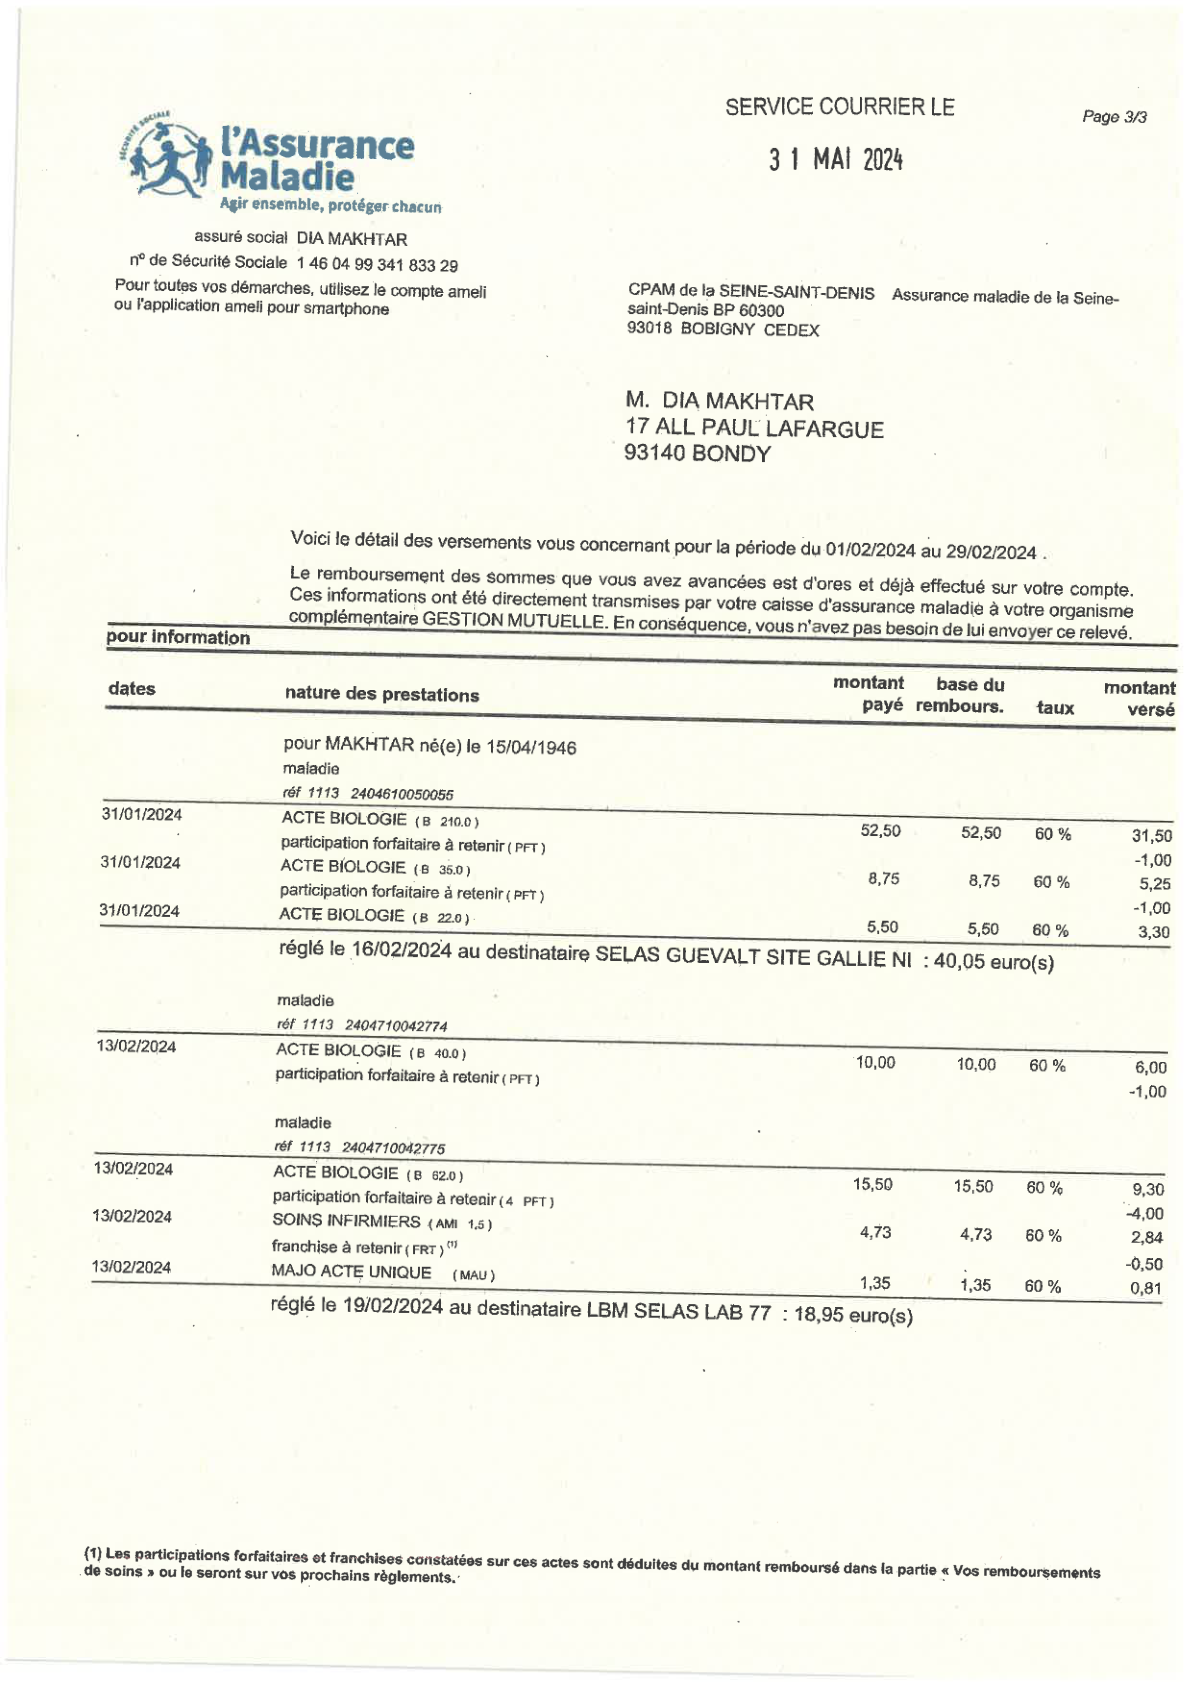 SERVICE COURRIER LE
Page 3/3
31 MAI 2024
SÉCURITÉ SOCIALE
l'Assurance
Maladie
Agir ensemble, protéger chacun
assuré social DIA MAKHTAR
n° de Sécurité Sociale 1 46 04 99 341 833 29
Pour toutes vos démarches, utilisez le compte ameli
ou l'application ameli pour smartphone
CPAM de la SEINE-SAINT-DENIS Assurance maladie de la Seine-
saint-Denis BP 60300
93018 BOBIGNY CEDEX
M. DIA MAKHTAR
17 ALL PAUL LAFARGUE
93140 BONDY
Voici le détail des versements vous concernant pour la période du 01/02/2024 au 29/02/2024 .
Le remboursement des sommes que vous avez avancées est d'ores et déjà effectué sur votre compte.
Ces informations ont été directement transmises par votre caisse d'assurance maladie à votre organisme
complémentaire GESTION MUTUELLE. En conséquence, vous n'avez pas besoin de lui envoyer ce relevé.
pour information
dates nature des prestations montant payé base du rembours. taux montant versé
pour MAKHTAR né(e) le 15/04/1946
maladie
réf 1113 2404610050055
31/01/2024 ACTE BIOLOGIE ( B 210.0 ) 52,50 52,50 60 % 31,50
participation forfaitaire à retenir ( PFT ) -1,00
31/01/2024 ACTE BIOLOGIE ( B 35.0 ) 8,75 8,75 60 % 5,25
participation forfaitaire à retenir ( PFT ) -1,00
31/01/2024 ACTE BIOLOGIE ( B 22.0 ) 5,50 5,50 60 % 3,30
réglé le 16/02/2024 au destinataire SELAS GUEVALT SITE GALLIE NI : 40,05 euro(s)
maladie
réf 1113 2404710042774
13/02/2024 ACTE BIOLOGIE ( B 40.0 ) 10,00 10,00 60 % 6,00
participation forfaitaire à retenir ( PFT ) -1,00
maladie
réf 1113 2404710042775
13/02/2024 ACTE BIOLOGIE ( B 62.0 ) 15,50 15,50 60 % 9,30
participation forfaitaire à retenir ( 4 PFT ) -4,00
13/02/2024 SOINS INFIRMIERS ( AMI 1,5 ) 4,73 4,73 60 % 2,84
franchise à retenir ( FRT ) (1) -0,50
13/02/2024 MAJO ACTE UNIQUE ( MAU ) 1,35 1,35 60 % 0,81
réglé le 19/02/2024 au destinataire LBM SELAS LAB 77 : 18,95 euro(s)
(1) Les participations forfaitaires et franchises constatées sur ces actes sont déduites du montant remboursé dans la partie « Vos remboursements
de soins » ou le seront sur vos prochains règlements.